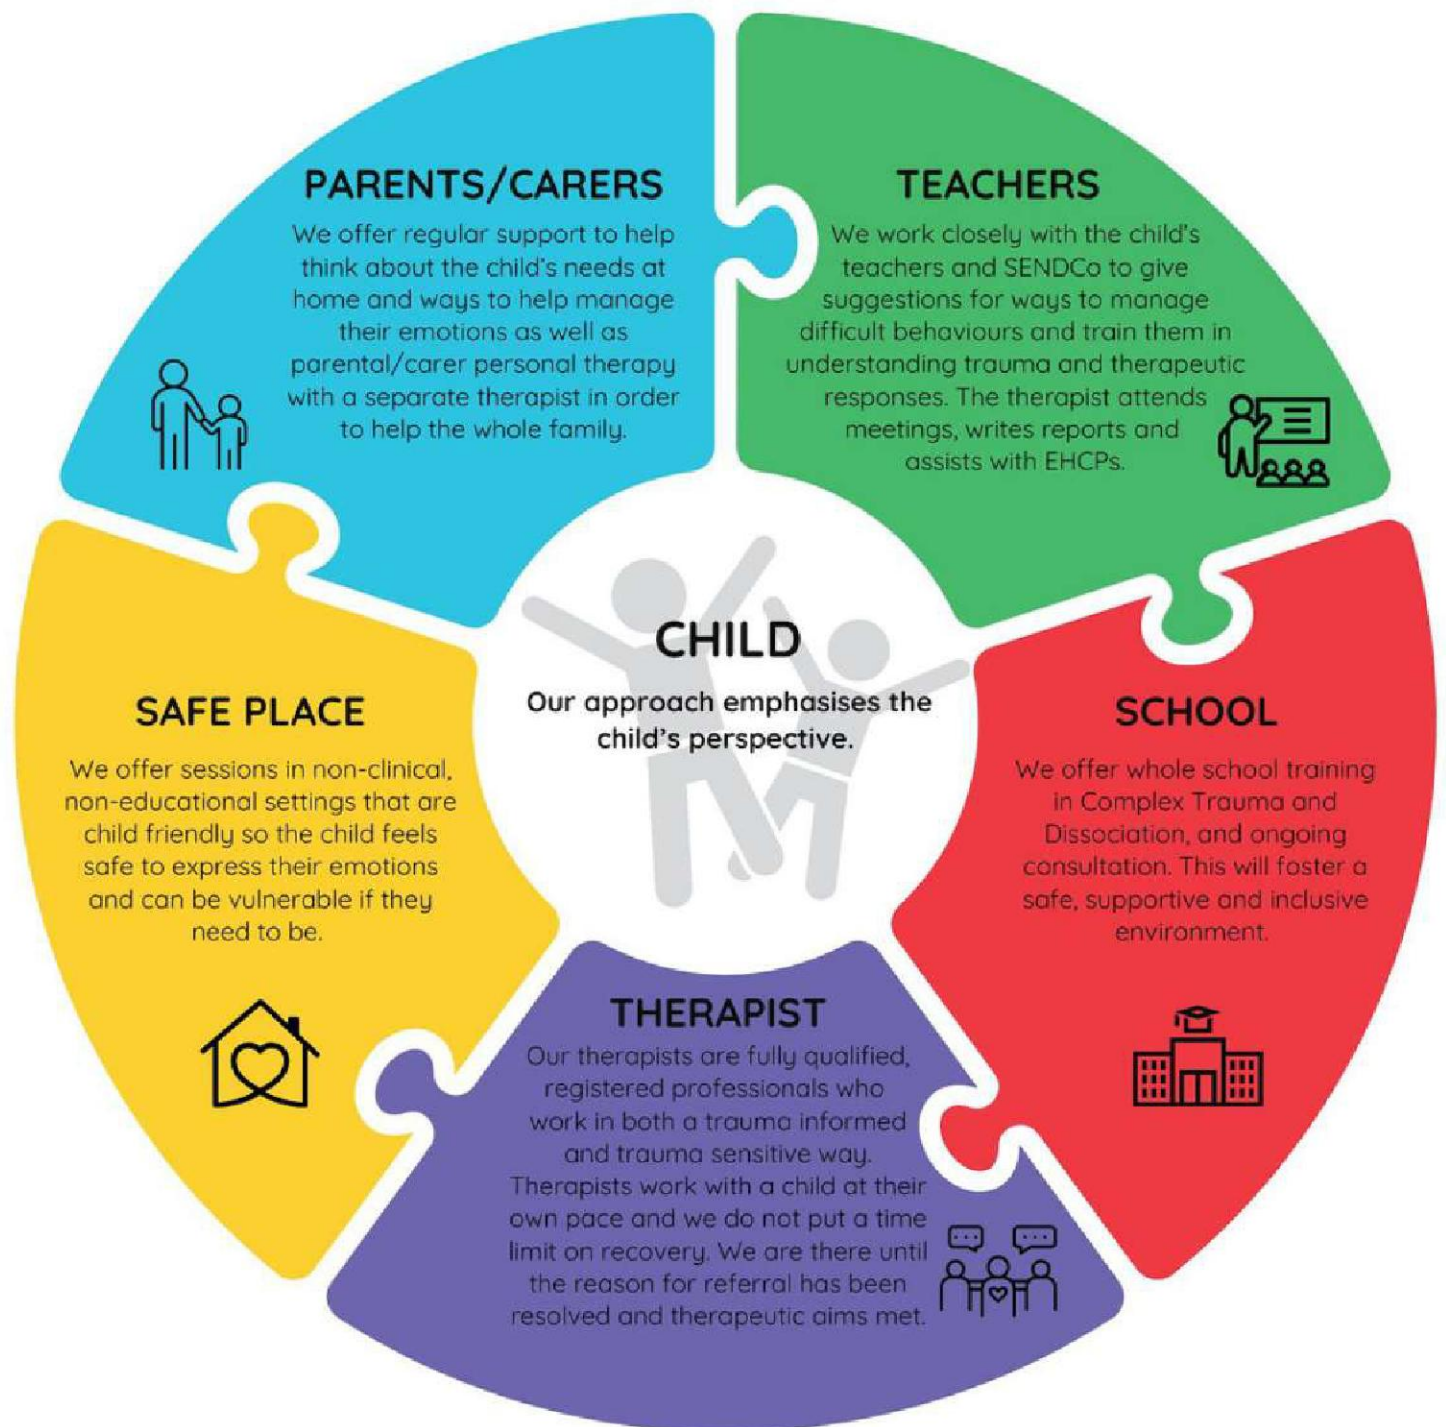 PARENTS/CARERS
We offer regular support to help
think about the child's needs at
home and ways to help manage
their emotions as well as
parental/carer personal therapy
with a separate therapist in order
to help the whole family.
TEACHERS
We work closely with the child's
teachers and SENDCo to give
suggestions for ways to manage
difficult behaviours and train them in
understanding trauma and therapeutic
responses. The therapist attends
meetings, writes reports and
assists with EHCPs.
CHILD
Our approach emphasises the
child's perspective.
SAFE PLACE
We offer sessions in non-clinical,
non-educational settings that are
child friendly so the child feels
safe to express their emotions
and can be vulnerable if they
need to be.
SCHOOL
We offer whole school training
in Complex Trauma and
Dissociation, and ongoing
consultation. This will foster a
safe, supportive and inclusive
environment.
THERAPIST
Our therapists are fully qualified,
registered professionals who
work in both a trauma informed
and trauma sensitive way.
Therapists work with a child at their
own pace and we do not put a time
limit on recovery. We are there until
the reason for referral has been
resolved and therapeutic aims met.